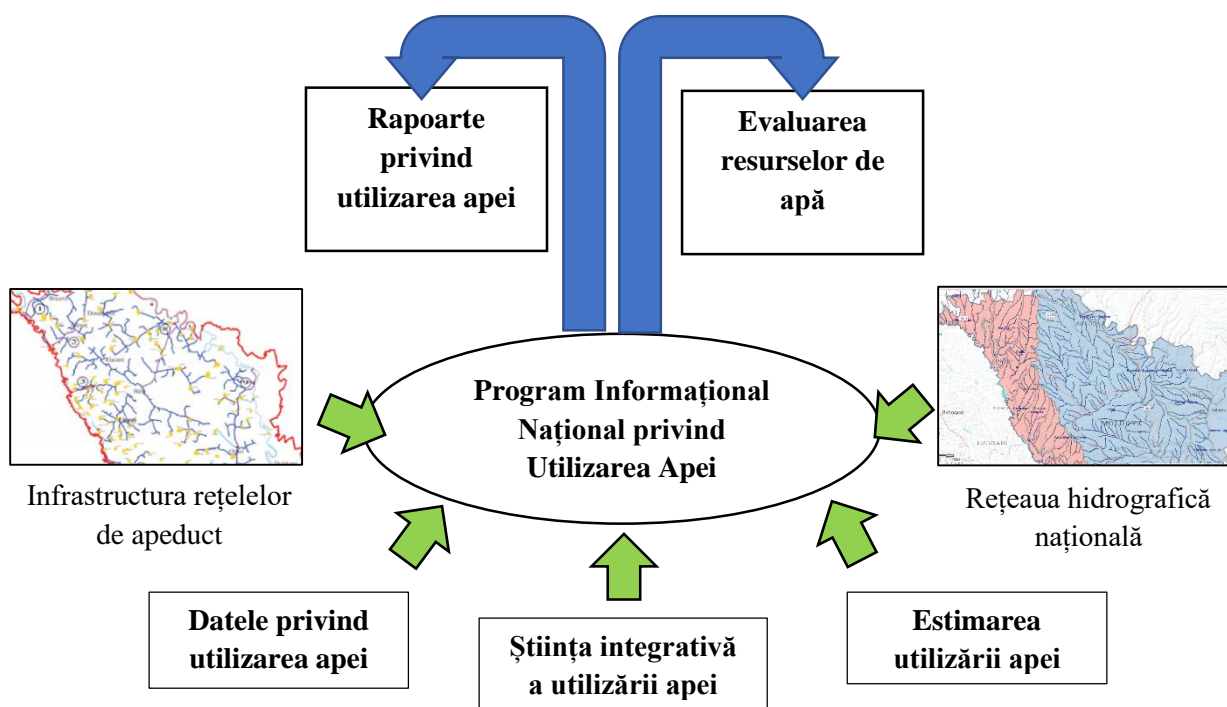 Rapoarte
privind
utilizarea apei
Evaluarea
resurselor de
apă
Program Informațional
Național privind
Utilizarea Apei
Infrastructura rețelelor
de apeduct
Rețeaua hidrografică
națională
Datele privind
utilizarea apei
Știința integrativă
a utilizării apei
Estimarea
utilizării apei